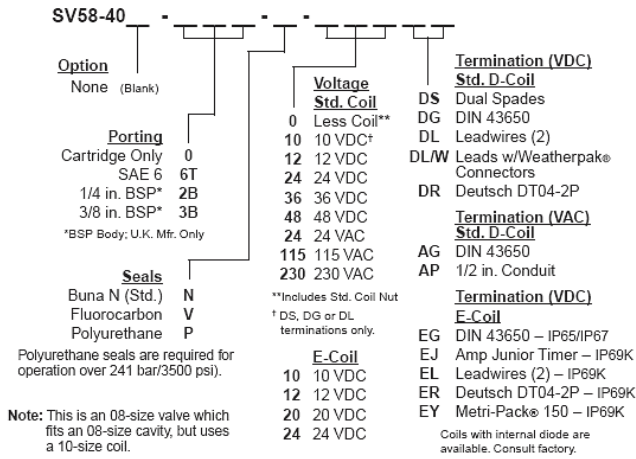 SV58-40__ - ______ - __ - ______ ____
Option
None (Blank)
Porting
Cartridge Only 0
SAE 6 6T
1/4 in. BSP* 2B
3/8 in. BSP* 3B
*BSP Body; U.K. Mfr. Only
Seals
Buna N (Std.) N
Fluorocarbon V
Polyurethane P
Polyurethane seals are required for
operation over 241 bar/3500 psi).
Note: This is an 08-size valve which
fits an 08-size cavity, but uses
a 10-size coil.
Voltage
Std. Coil
0 Less Coil**
10 10 VDC†
12 12 VDC
24 24 VDC
36 36 VDC
48 48 VDC
24 24 VAC
115 115 VAC
230 230 VAC
**Includes Std. Coil Nut
† DS, DG or DL
terminations only.
E-Coil
10 10 VDC
12 12 VDC
20 20 VDC
24 24 VDC
Termination (VDC)
Std. D-Coil
DS Dual Spades
DG DIN 43650
DL Leadwires (2)
DL/W Leads w/Weatherpak®
Connectors
DR Deutsch DT04-2P
Termination (VAC)
Std. D-Coil
AG DIN 43650
AP 1/2 in. Conduit
Termination (VDC)
E-Coil
EG DIN 43650 – IP65/IP67
EJ Amp Junior Timer – IP69K
EL Leadwires (2) – IP69K
ER Deutsch DT04-2P – IP69K
EY Metri-Pack® 150 – IP69K
Coils with internal diode are
available. Consult factory.